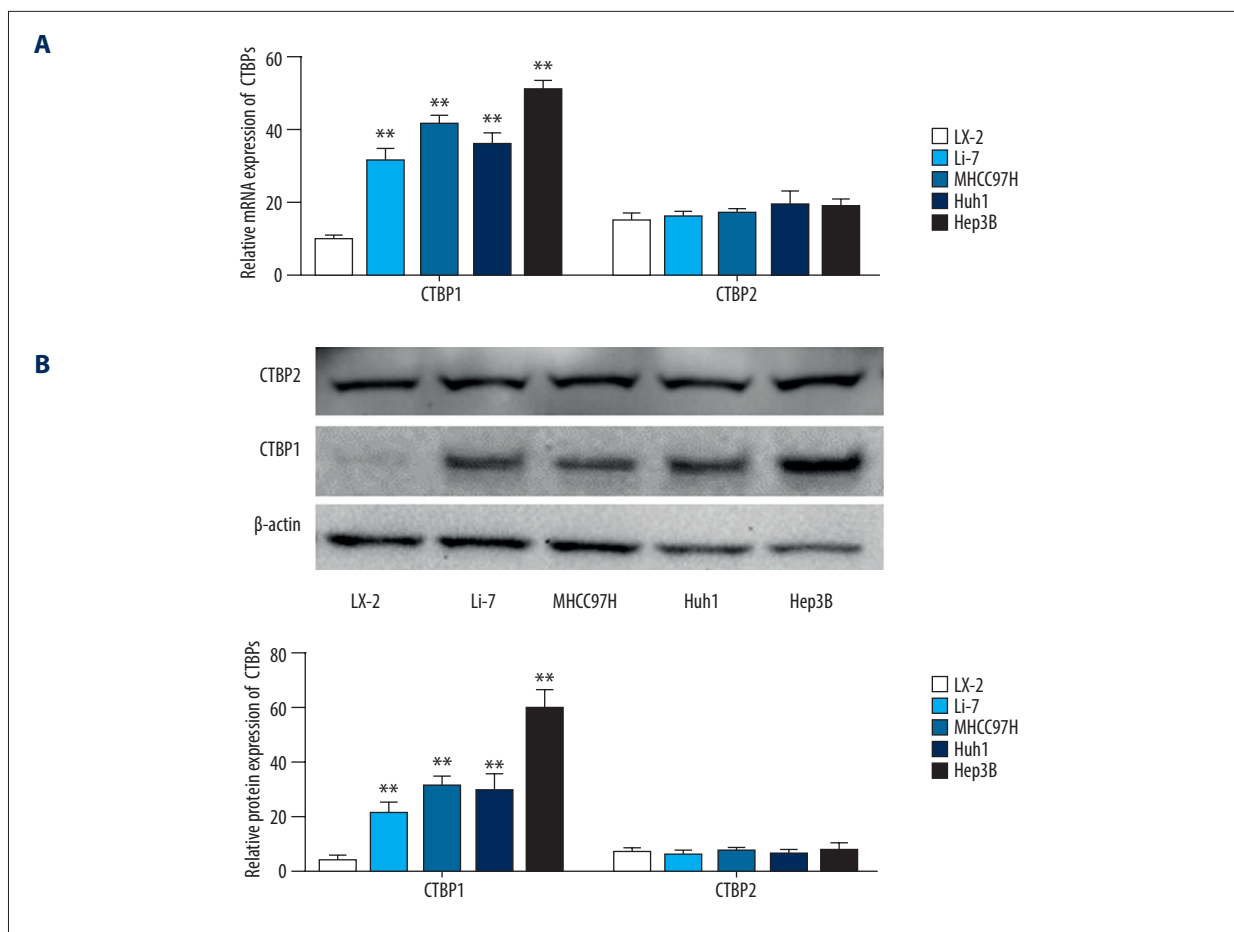 A
Relative mRNA expression of CTBPs
60
40
20
0
**
**
**
**
CTBP1
CTBP2
LX-2
Li-7
MHCC97H
Huh1
Hep3B
B
CTBP2
CTBP1
β-actin
LX-2 Li-7 MHCC97H Huh1 Hep3B
Relative protein expression of CTBPs
80
60
40
20
0
**
**
**
**
CTBP1
CTBP2
LX-2
Li-7
MHCC97H
Huh1
Hep3B